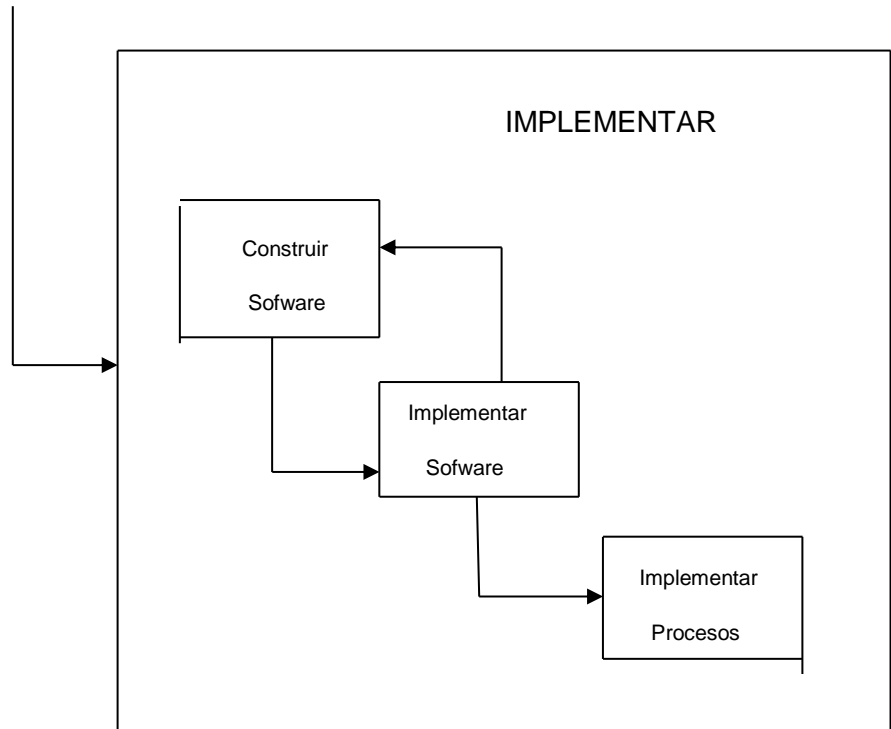 IMPLEMENTAR
Construir
Sofware
Implementar
Sofware
Implementar
Procesos